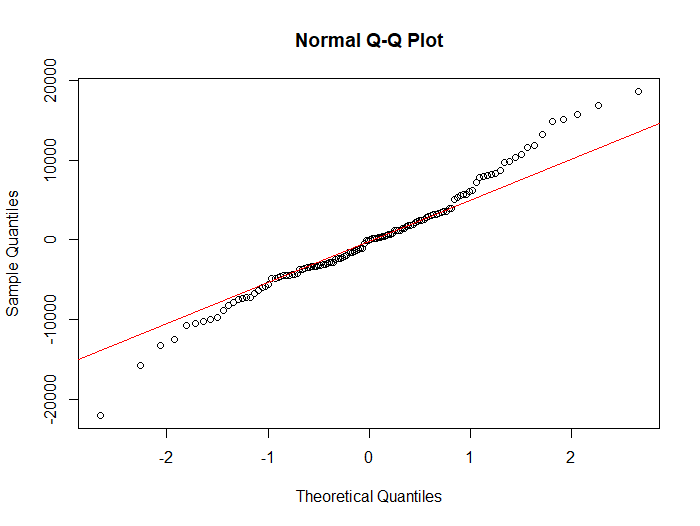 Normal Q-Q Plot
20000
10000
0
-10000
-20000
Sample Quantiles
-2 -1 0 1 2
Theoretical Quantiles